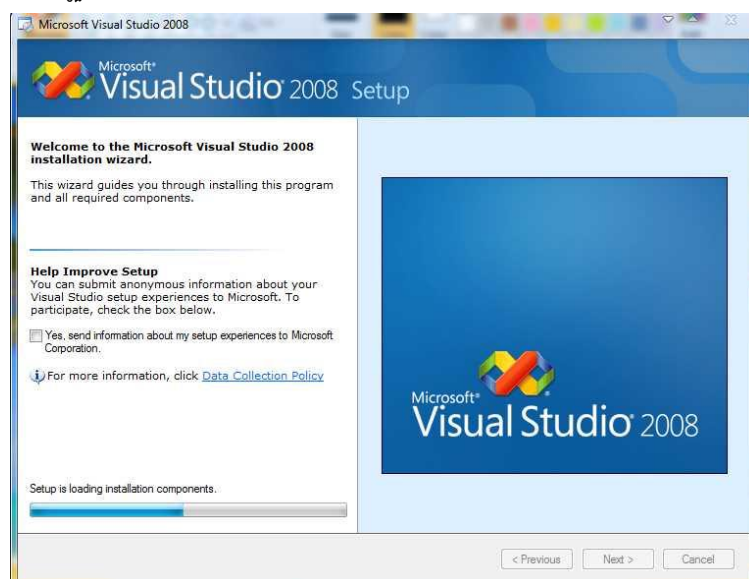 Microsoft Visual Studio 2008
Microsoft®
Visual Studio® 2008 Setup
Welcome to the Microsoft Visual Studio 2008
installation wizard.
This wizard guides you through installing this program
and all required components.
Help Improve Setup
You can submit anonymous information about your
Visual Studio setup experiences to Microsoft. To
participate, check the box below.
Yes, send information about my setup experiences to Microsoft
Corporation.
For more information, click Data Collection Policy
Setup is loading installation components.
Microsoft®
Visual Studio® 2008
< Previous
Next >
Cancel